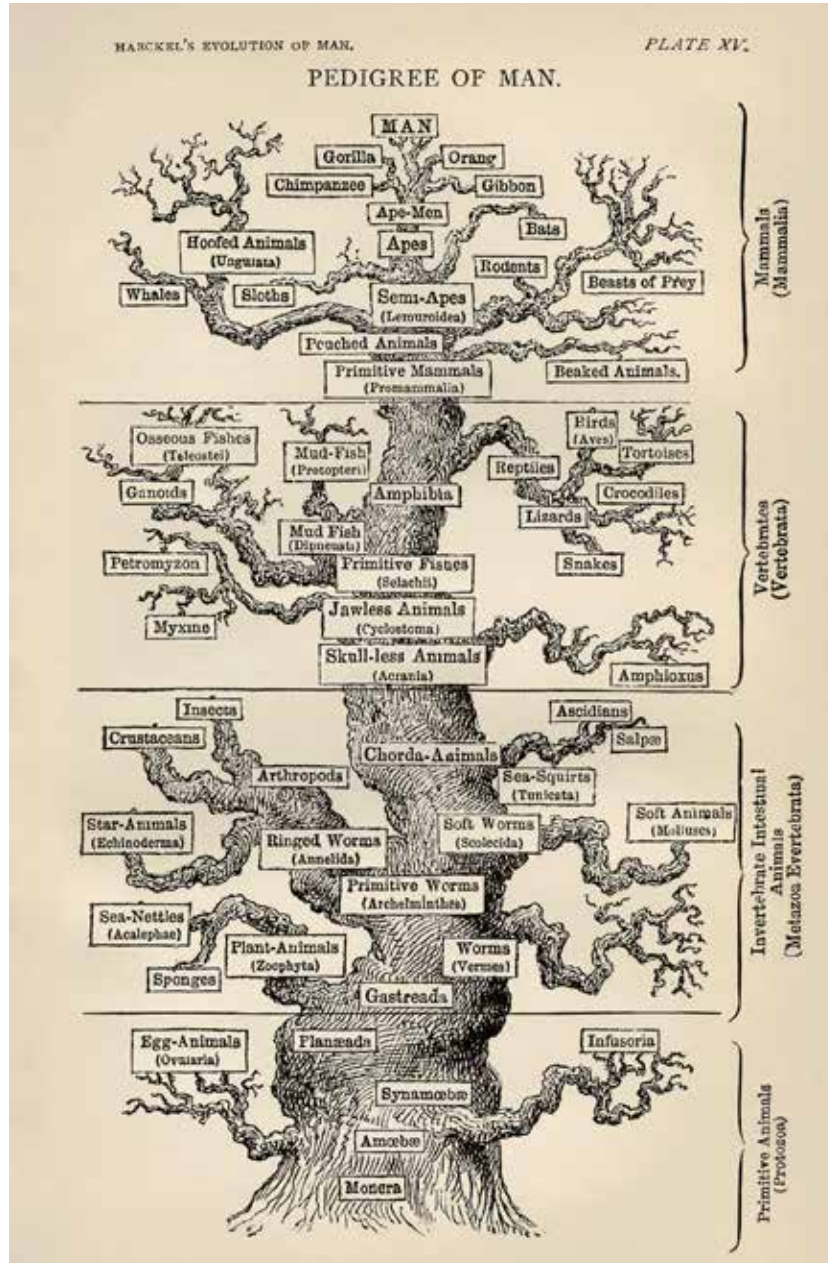 HAECKEL'S EVOLUTION OF MAN.
PLATE XV.
PEDIGREE OF MAN.
MAN
Gorilla
Orang
Chimpanzee
Gibbon
Ape-Men
Bats
Hoofed Animals
(Ungulata)
Apes
Rodents
Beasts of Prey
Whales
Sloths
Semi-Apes
(Lemuroidea)
Pouched Animals
Primitive Mammals
(Promammalia)
Beaked Animals.
Mammals
(Mammalia)
Osseous Fishes
(Teleostei)
Mud-Fish
(Protopteri)
Birds
(Aves)
Tortoises
Reptiles
Ganoids
Amphibia
Crocodiles
Lizards
Mud Fish
(Dipneusti)
Petromyzon
Primitive Fishes
(Selachii)
Snakes
Jawless Animals
(Cyclostoma)
Myxine
Skull-less Animals
(Acrania)
Amphioxus
Vertebrates
(Vertebrata)
Insects
Ascidians
Crustaceans
Salpæ
Chorda-Animals
Arthropods
Sea-Squirts
(Tunicata)
Star-Animals
(Echinoderma)
Ringed Worms
(Annelida)
Soft Worms
(Scolecida)
Soft Animals
(Molluscs)
Primitive Worms
(Archelminthes)
Sea-Nettles
(Acalephae)
Plant-Animals
(Zoophyta)
Worms
(Vermes)
Sponges
Gastreada
Invertebrate Intestinal
Animals
(Metazoa Evertebrata)
Egg-Animals
(Ovularia)
Planæada
Infusoria
Synamœbæ
Amœbæ
Monera
Primitive Animals
(Protozoa)